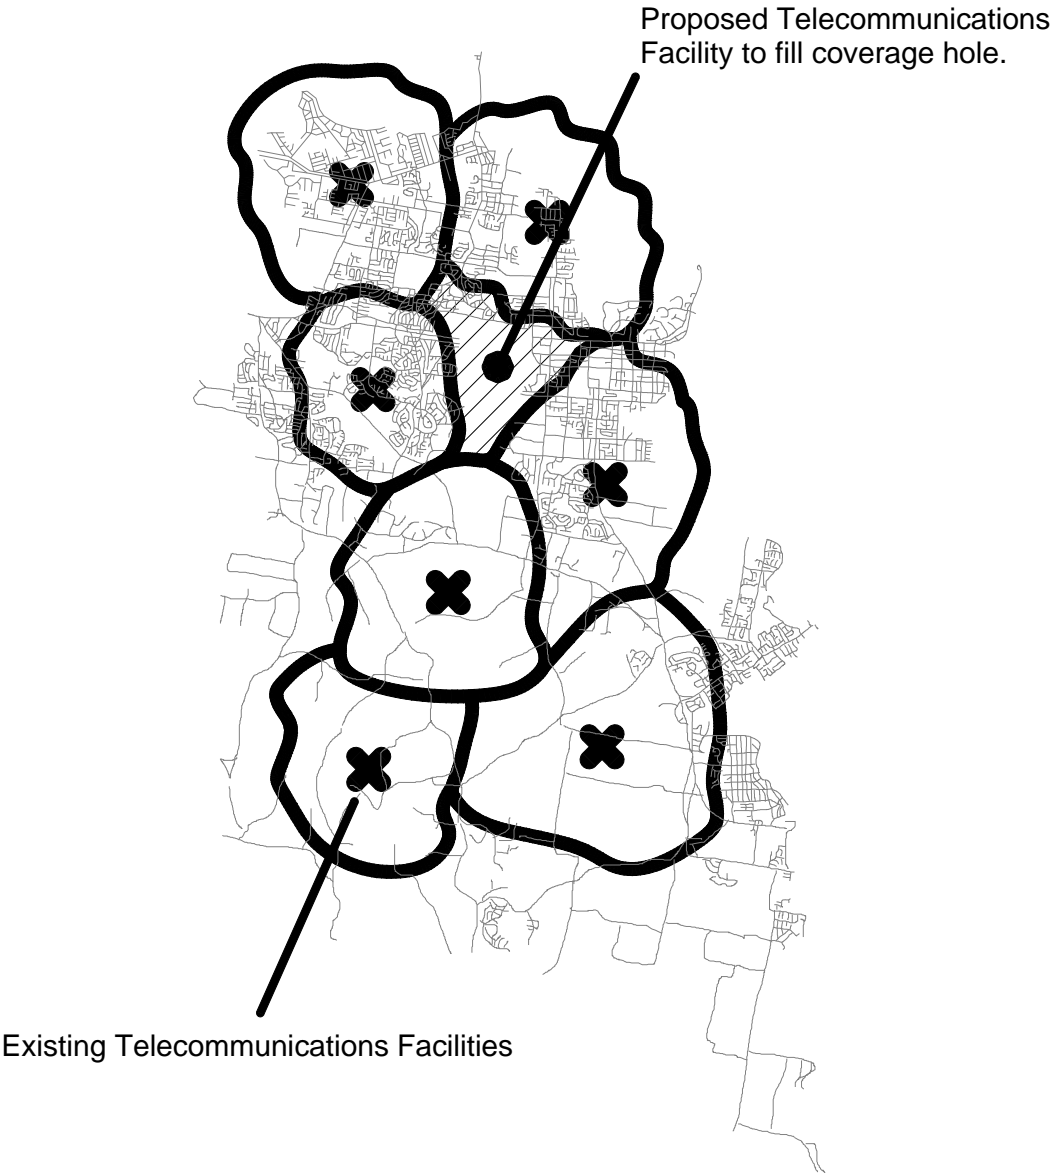 Proposed Telecommunications
Facility to fill coverage hole.
Existing Telecommunications Facilities